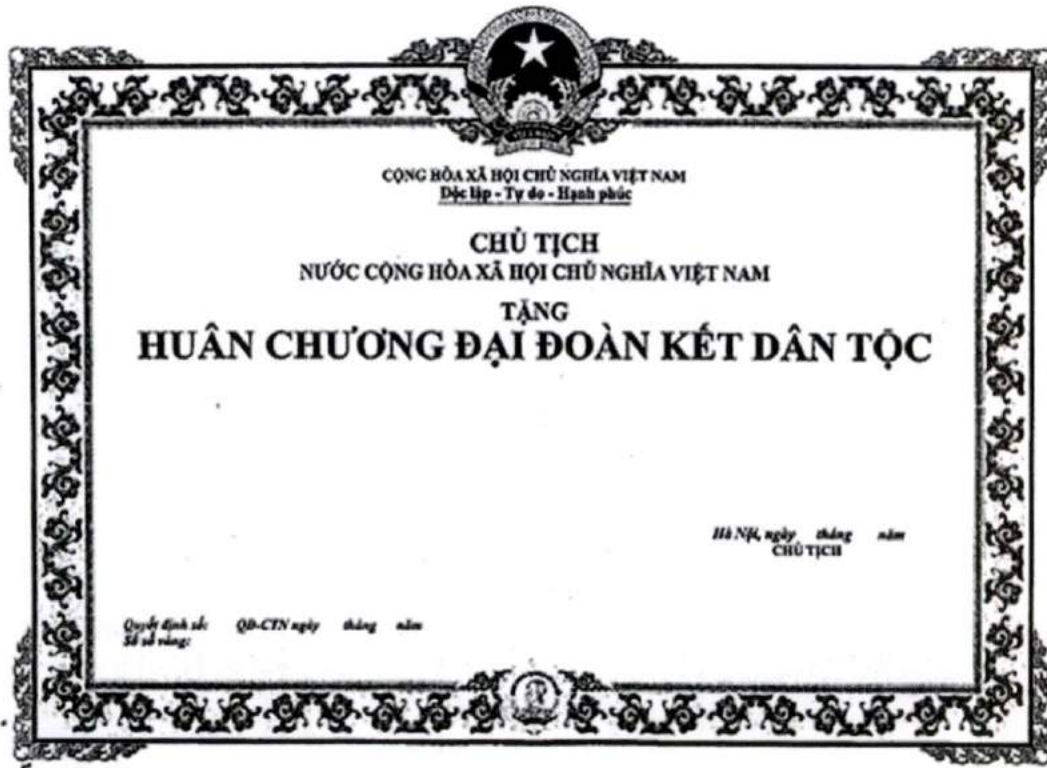 CỘNG HÒA XÃ HỘI CHỦ NGHĨA VIỆT NAM
Độc lập - Tự do - Hạnh phúc
CHỦ TỊCH
NƯỚC CỘNG HÒA XÃ HỘI CHỦ NGHĨA VIỆT NAM
TẶNG
HUÂN CHƯƠNG ĐẠI ĐOÀN KẾT DÂN TỘC
Hà Nội, ngày tháng năm
CHỦ TỊCH
Quyết định số: QĐ-CTN ngày tháng năm
Số sổ vàng: